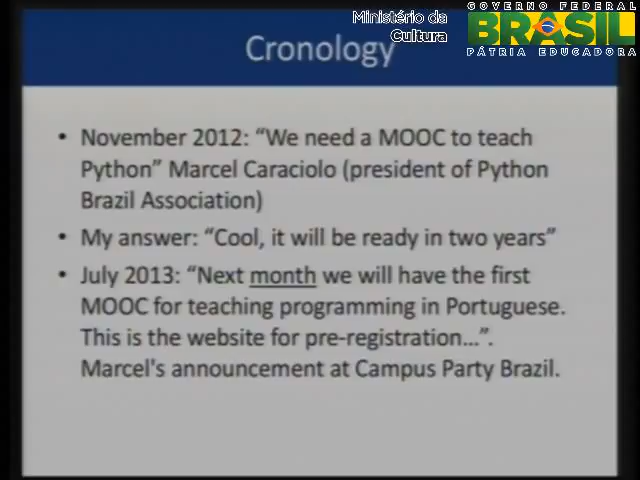 GOVERNO FEDERAL
Ministério da
Cultura
BRASIL
PÁTRIA EDUCADORA
Cronology
• November 2012: “We need a MOOC to teach
Python” Marcel Caraciolo (president of Python
Brazil Association)
• My answer: “Cool, it will be ready in two years”
• July 2013: “Next month we will have the first
MOOC for teaching programming in Portuguese.
This is the website for pre-registration...”.
Marcel's announcement at Campus Party Brazil.